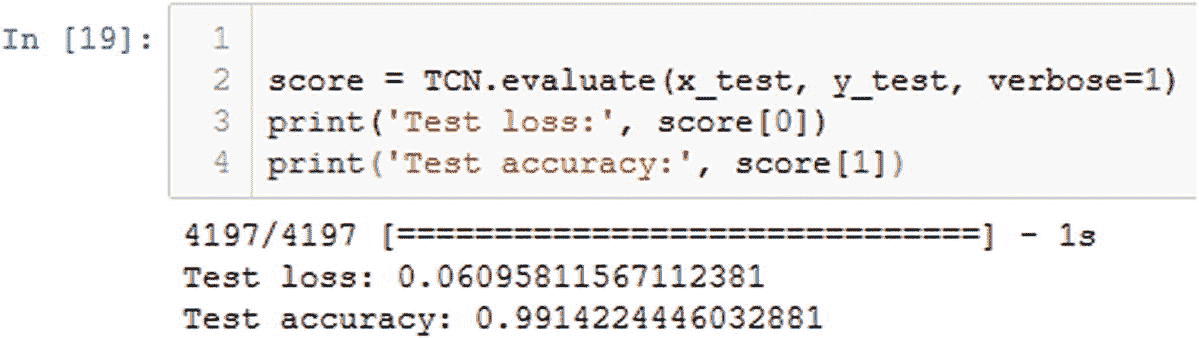 In [19]:
1
2 score = TCN.evaluate(x_test, y_test, verbose=1)
3 print('Test loss:', score[0])
4 print('Test accuracy:', score[1])
4197/4197 [==============================] - 1s
Test loss: 0.06095811567112381
Test accuracy: 0.9914224446032881